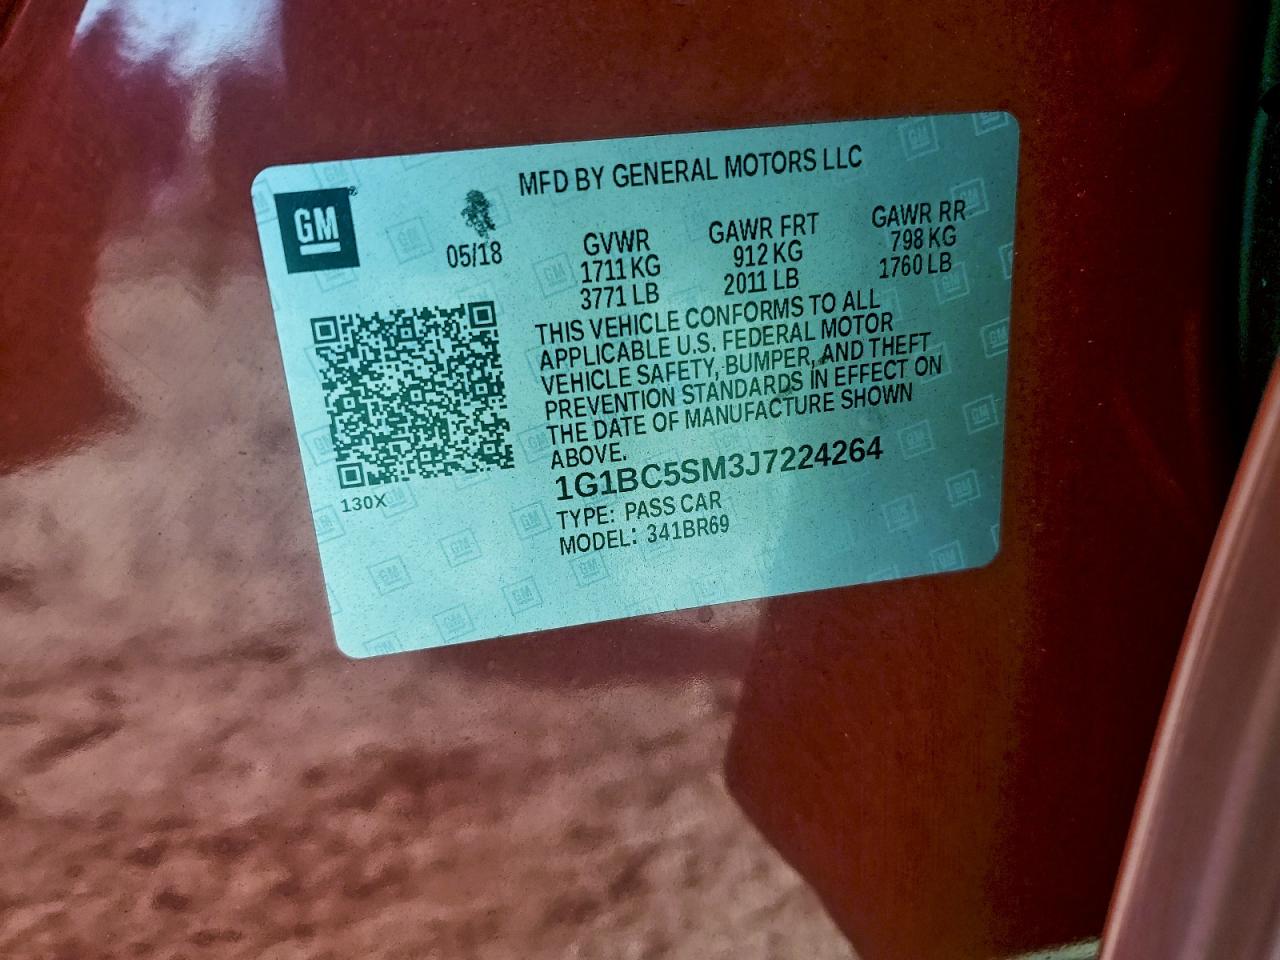 MFD BY GENERAL MOTORS LLC
GM
05/18
GVWR
1711 KG
3771 LB
GAWR FRT
912 KG
2011 LB
GAWR RR
798 KG
1760 LB
THIS VEHICLE CONFORMS TO ALL
APPLICABLE U.S. FEDERAL MOTOR
VEHICLE SAFETY, BUMPER, AND THEFT
PREVENTION STANDARDS IN EFFECT ON
THE DATE OF MANUFACTURE SHOWN
ABOVE.
1G1BC5SM3J7224264
TYPE: PASS CAR
MODEL: 341BR69
130X